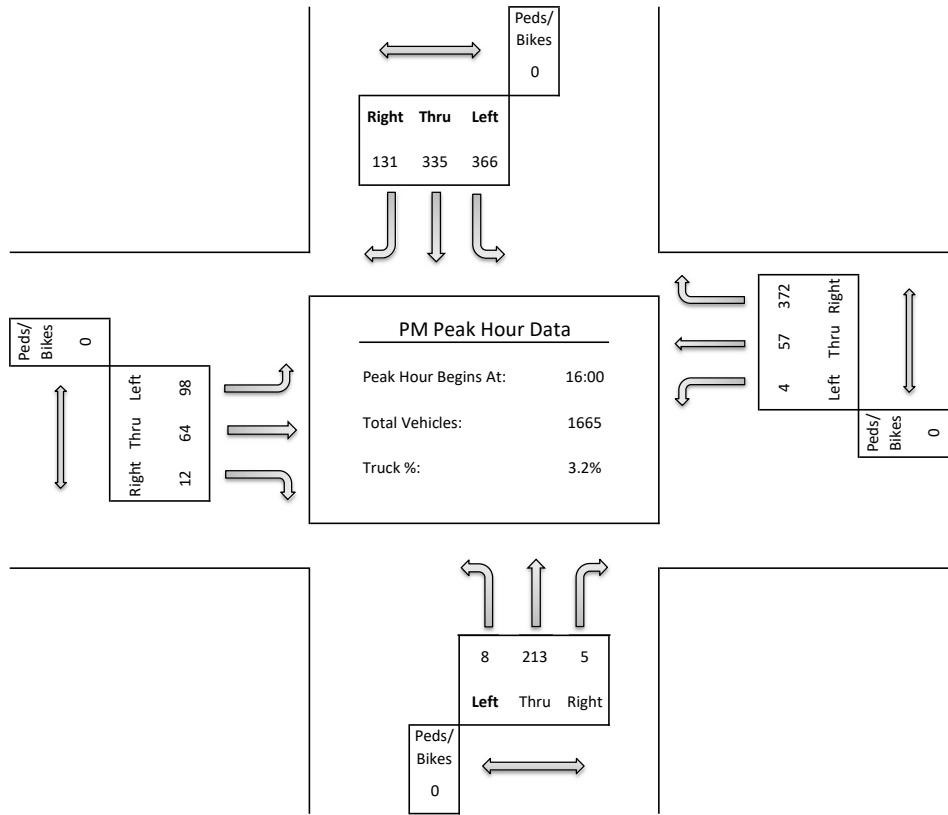 Peds/
Bikes
0
Right Thru Left
131 335 366
372 Right
57 Thru
4 Left
Peds/
Bikes
0
PM Peak Hour Data
Peak Hour Begins At: 16:00
Total Vehicles: 1665
Truck %: 3.2%
Peds/
Bikes
0
Left 98
Thru 64
Right 12
8 213 5
Left Thru Right
Peds/
Bikes
0